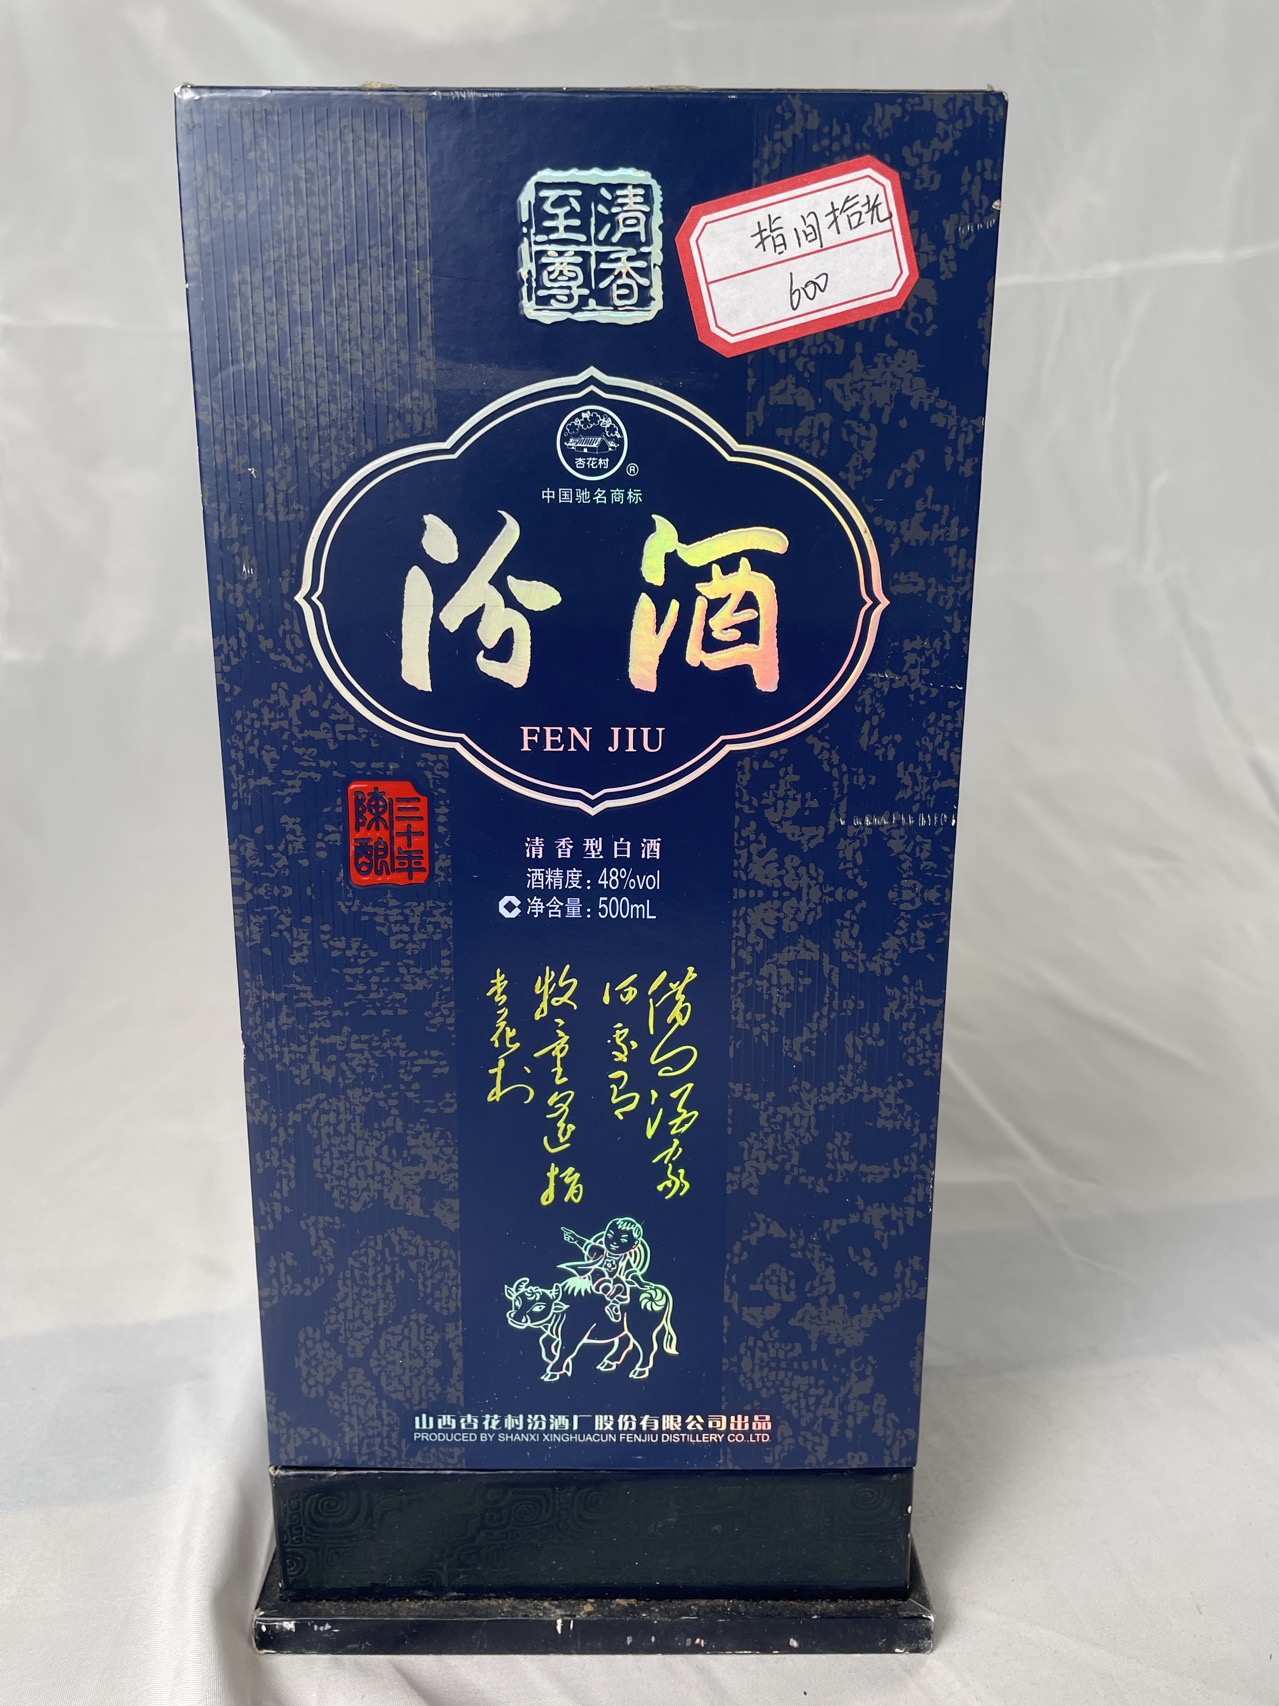 清香
至尊
指间拾光
600
杏花村
®
中国驰名商标
汾酒
FEN JIU
三十年
陳釀
清香型白酒
酒精度：48%vol
净含量：500mL
借问酒家
何处有
牧童遥指
杏花村
山西杏花村汾酒厂股份有限公司出品
PRODUCED BY SHANXI XINGHUACUN FENJIU DISTILLERY CO.,LTD.